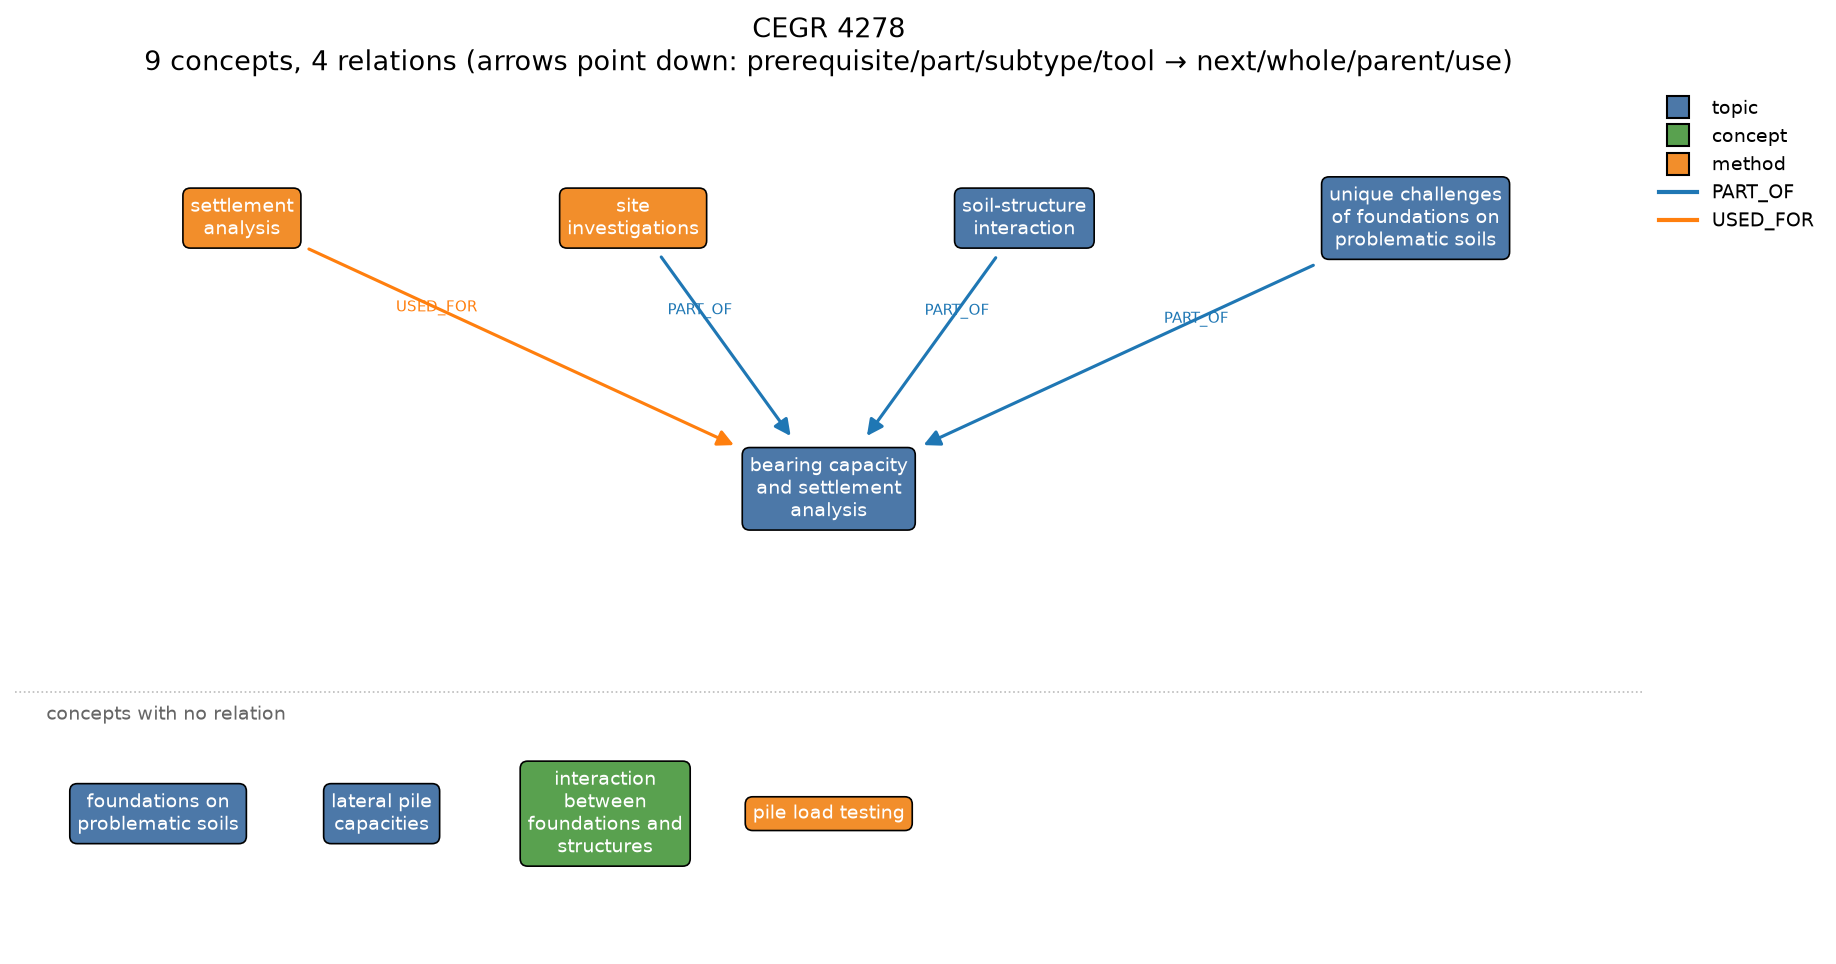 CEGR 4278
9 concepts, 4 relations (arrows point down: prerequisite/part/subtype/tool → next/whole/parent/use)
topic
concept
method
PART_OF
USED_FOR
settlement
analysis
site
investigations
soil-structure
interaction
unique challenges
of foundations on
problematic soils
USED_FOR
PART_OF
PART_OF
PART_OF
bearing capacity
and settlement
analysis
concepts with no relation
foundations on
problematic soils
lateral pile
capacities
interaction
between
foundations and
structures
pile load testing